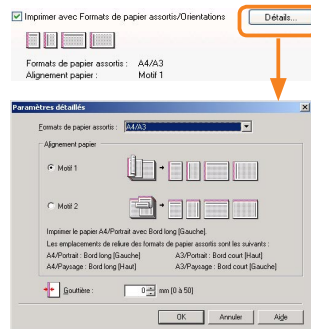 Imprimer avec Formats de papier assortis/Orientations
Détails...
Formats de papier assortis : A4/A3
Alignement papier : Motif 1
Paramètres détaillés
Formats de papier assortis : A4/A3
Alignement papier
Motif 1
Motif 2
Imprimer le papier A4/Portrait avec Bord long [Gauche].
Les emplacements de reliure des formats de papier assortis sont les suivants :
A4/Portrait : Bord long [Gauche] A3/Portrait : Bord court [Haut]
A4/Paysage : Bord long [Haut] A3/Paysage : Bord court [Gauche]
Gouttière : 0 mm [0 à 50]
OK Annuler Aide